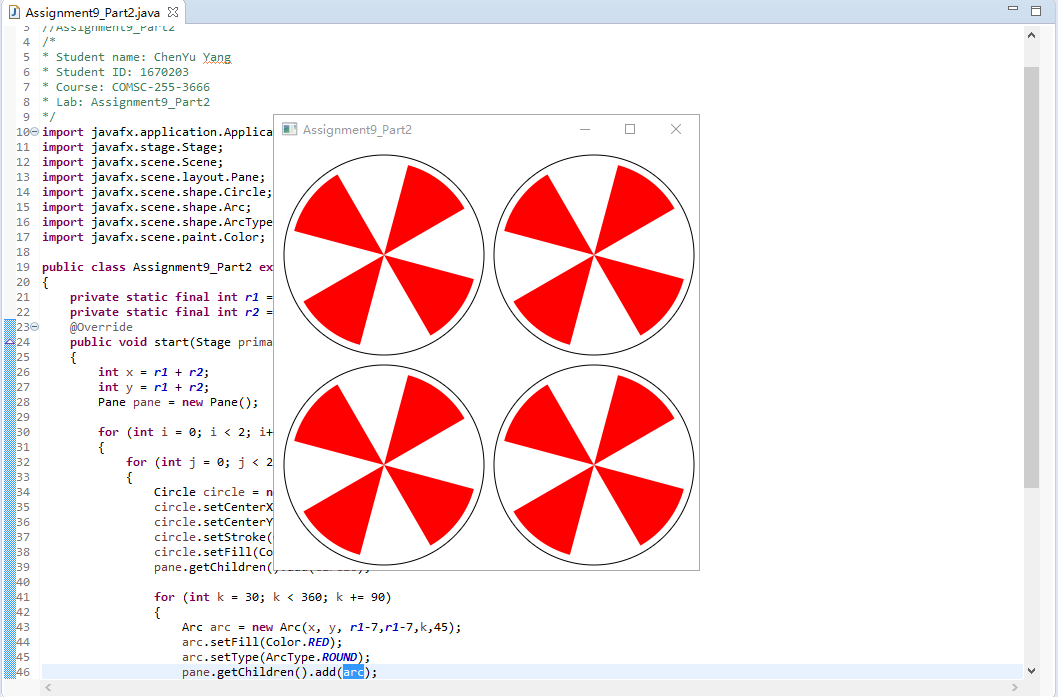 Assignment9_Part2.java
3 //Assignment9_Part2
4 /*
5 * Student name: ChenYu Yang
6 * Student ID: 1670203
7 * Course: COMSC-255-3666
8 * Lab: Assignment9_Part2
9 */
Assignment9_Part2
10 import javafx.application.Applica
11 import javafx.stage.Stage;
12 import javafx.scene.Scene;
13 import javafx.scene.layout.Pane;
14 import javafx.scene.shape.Circle;
15 import javafx.scene.shape.Arc;
16 import javafx.scene.shape.ArcType
17 import javafx.scene.paint.Color;
18
19 public class Assignment9_Part2 ex
20 {
21 private static final int r1 =
22 private static final int r2 =
23 @Override
24 public void start(Stage prima
25 {
26 int x = r1 + r2;
27 int y = r1 + r2;
28 Pane pane = new Pane();
29
30 for (int i = 0; i < 2; i+
31 {
32 for (int j = 0; j < 2
33 {
34 Circle circle = n
35 circle.setCenterX
36 circle.setCenterY
37 circle.setStroke(
38 circle.setFill(Co
39 pane.getChildren(
40
41 for (int k = 30; k < 360; k += 90)
42 {
43 Arc arc = new Arc(x, y, r1-7,r1-7,k,45);
44 arc.setFill(Color.RED);
45 arc.setType(ArcType.ROUND);
46 pane.getChildren().add(arc);